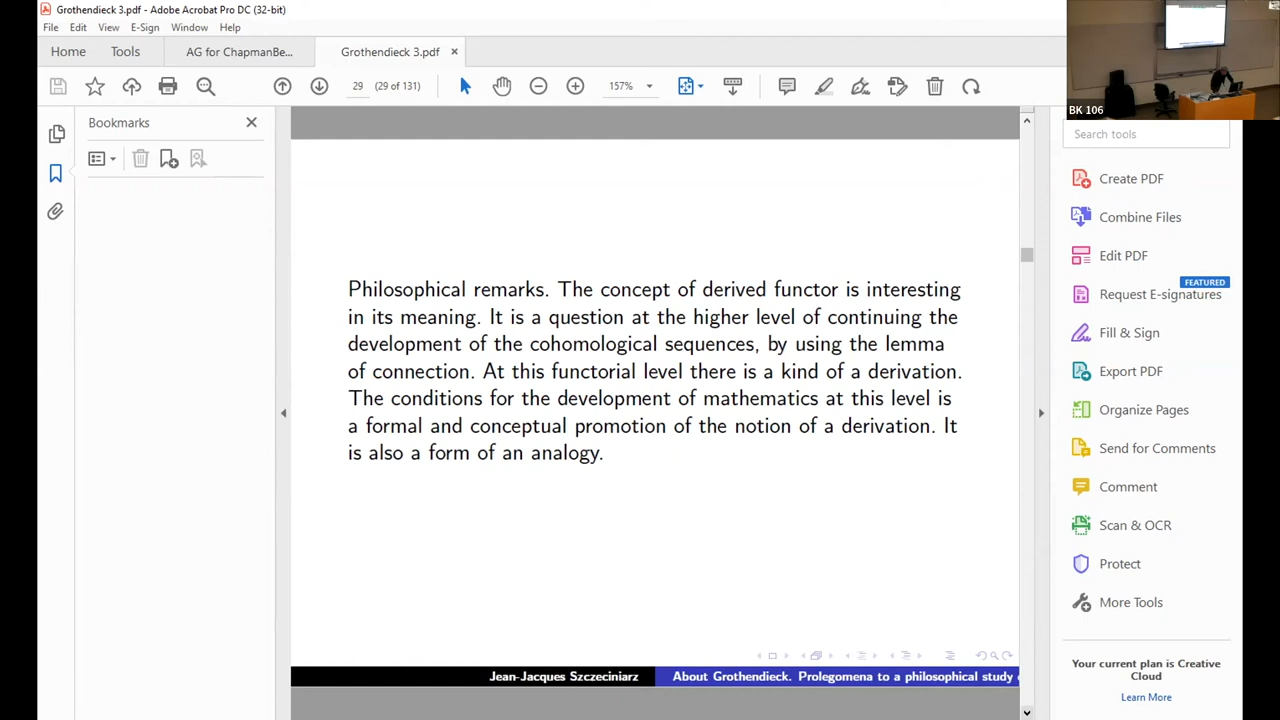 Grothendieck 3.pdf - Adobe Acrobat Pro DC (32-bit)
File Edit View E-Sign Window Help
Home Tools AG for ChapmanBe... Grothendieck 3.pdf ×
29 (29 of 131) 157%
BK 106
Bookmarks
Search tools
Create PDF
Combine Files
Edit PDF
FEATURED
Request E-signatures
Fill & Sign
Export PDF
Organize Pages
Send for Comments
Comment
Scan & OCR
Protect
More Tools
Your current plan is Creative
Cloud
Learn More
Philosophical remarks. The concept of derived functor is interesting
in its meaning. It is a question at the higher level of continuing the
development of the cohomological sequences, by using the lemma
of connection. At this functorial level there is a kind of a derivation.
The conditions for the development of mathematics at this level is
a formal and conceptual promotion of the notion of a derivation. It
is also a form of an analogy.
Jean-Jacques Szczeciniarz About Grothendieck. Prolegomena to a philosophical study